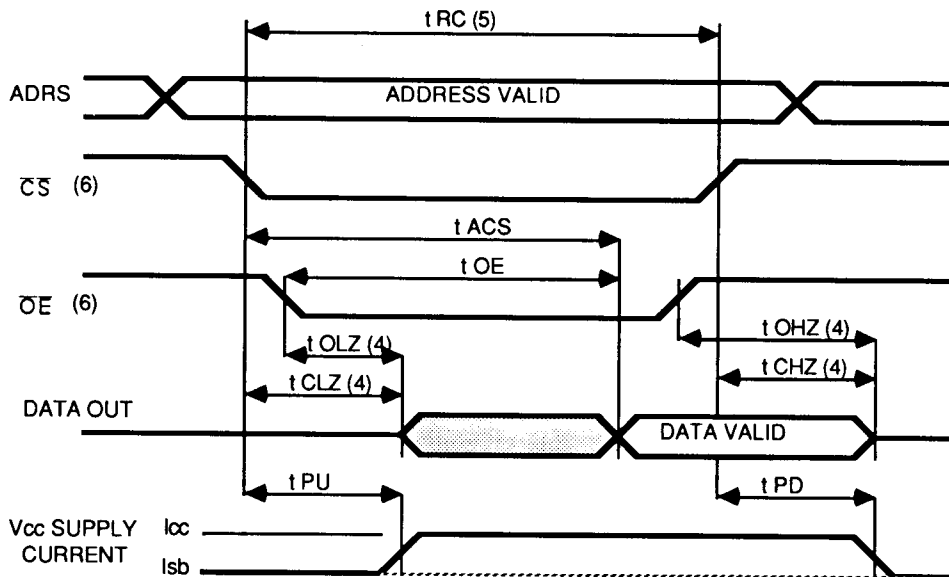 t RC (5)
ADRS
ADDRESS VALID
CS (6)
t ACS
t OE
OE (6)
t OLZ (4)
t OHZ (4)
t CLZ (4)
t CHZ (4)
DATA OUT
DATA VALID
t PU
t PD
Vcc SUPPLY CURRENT
Icc
Isb